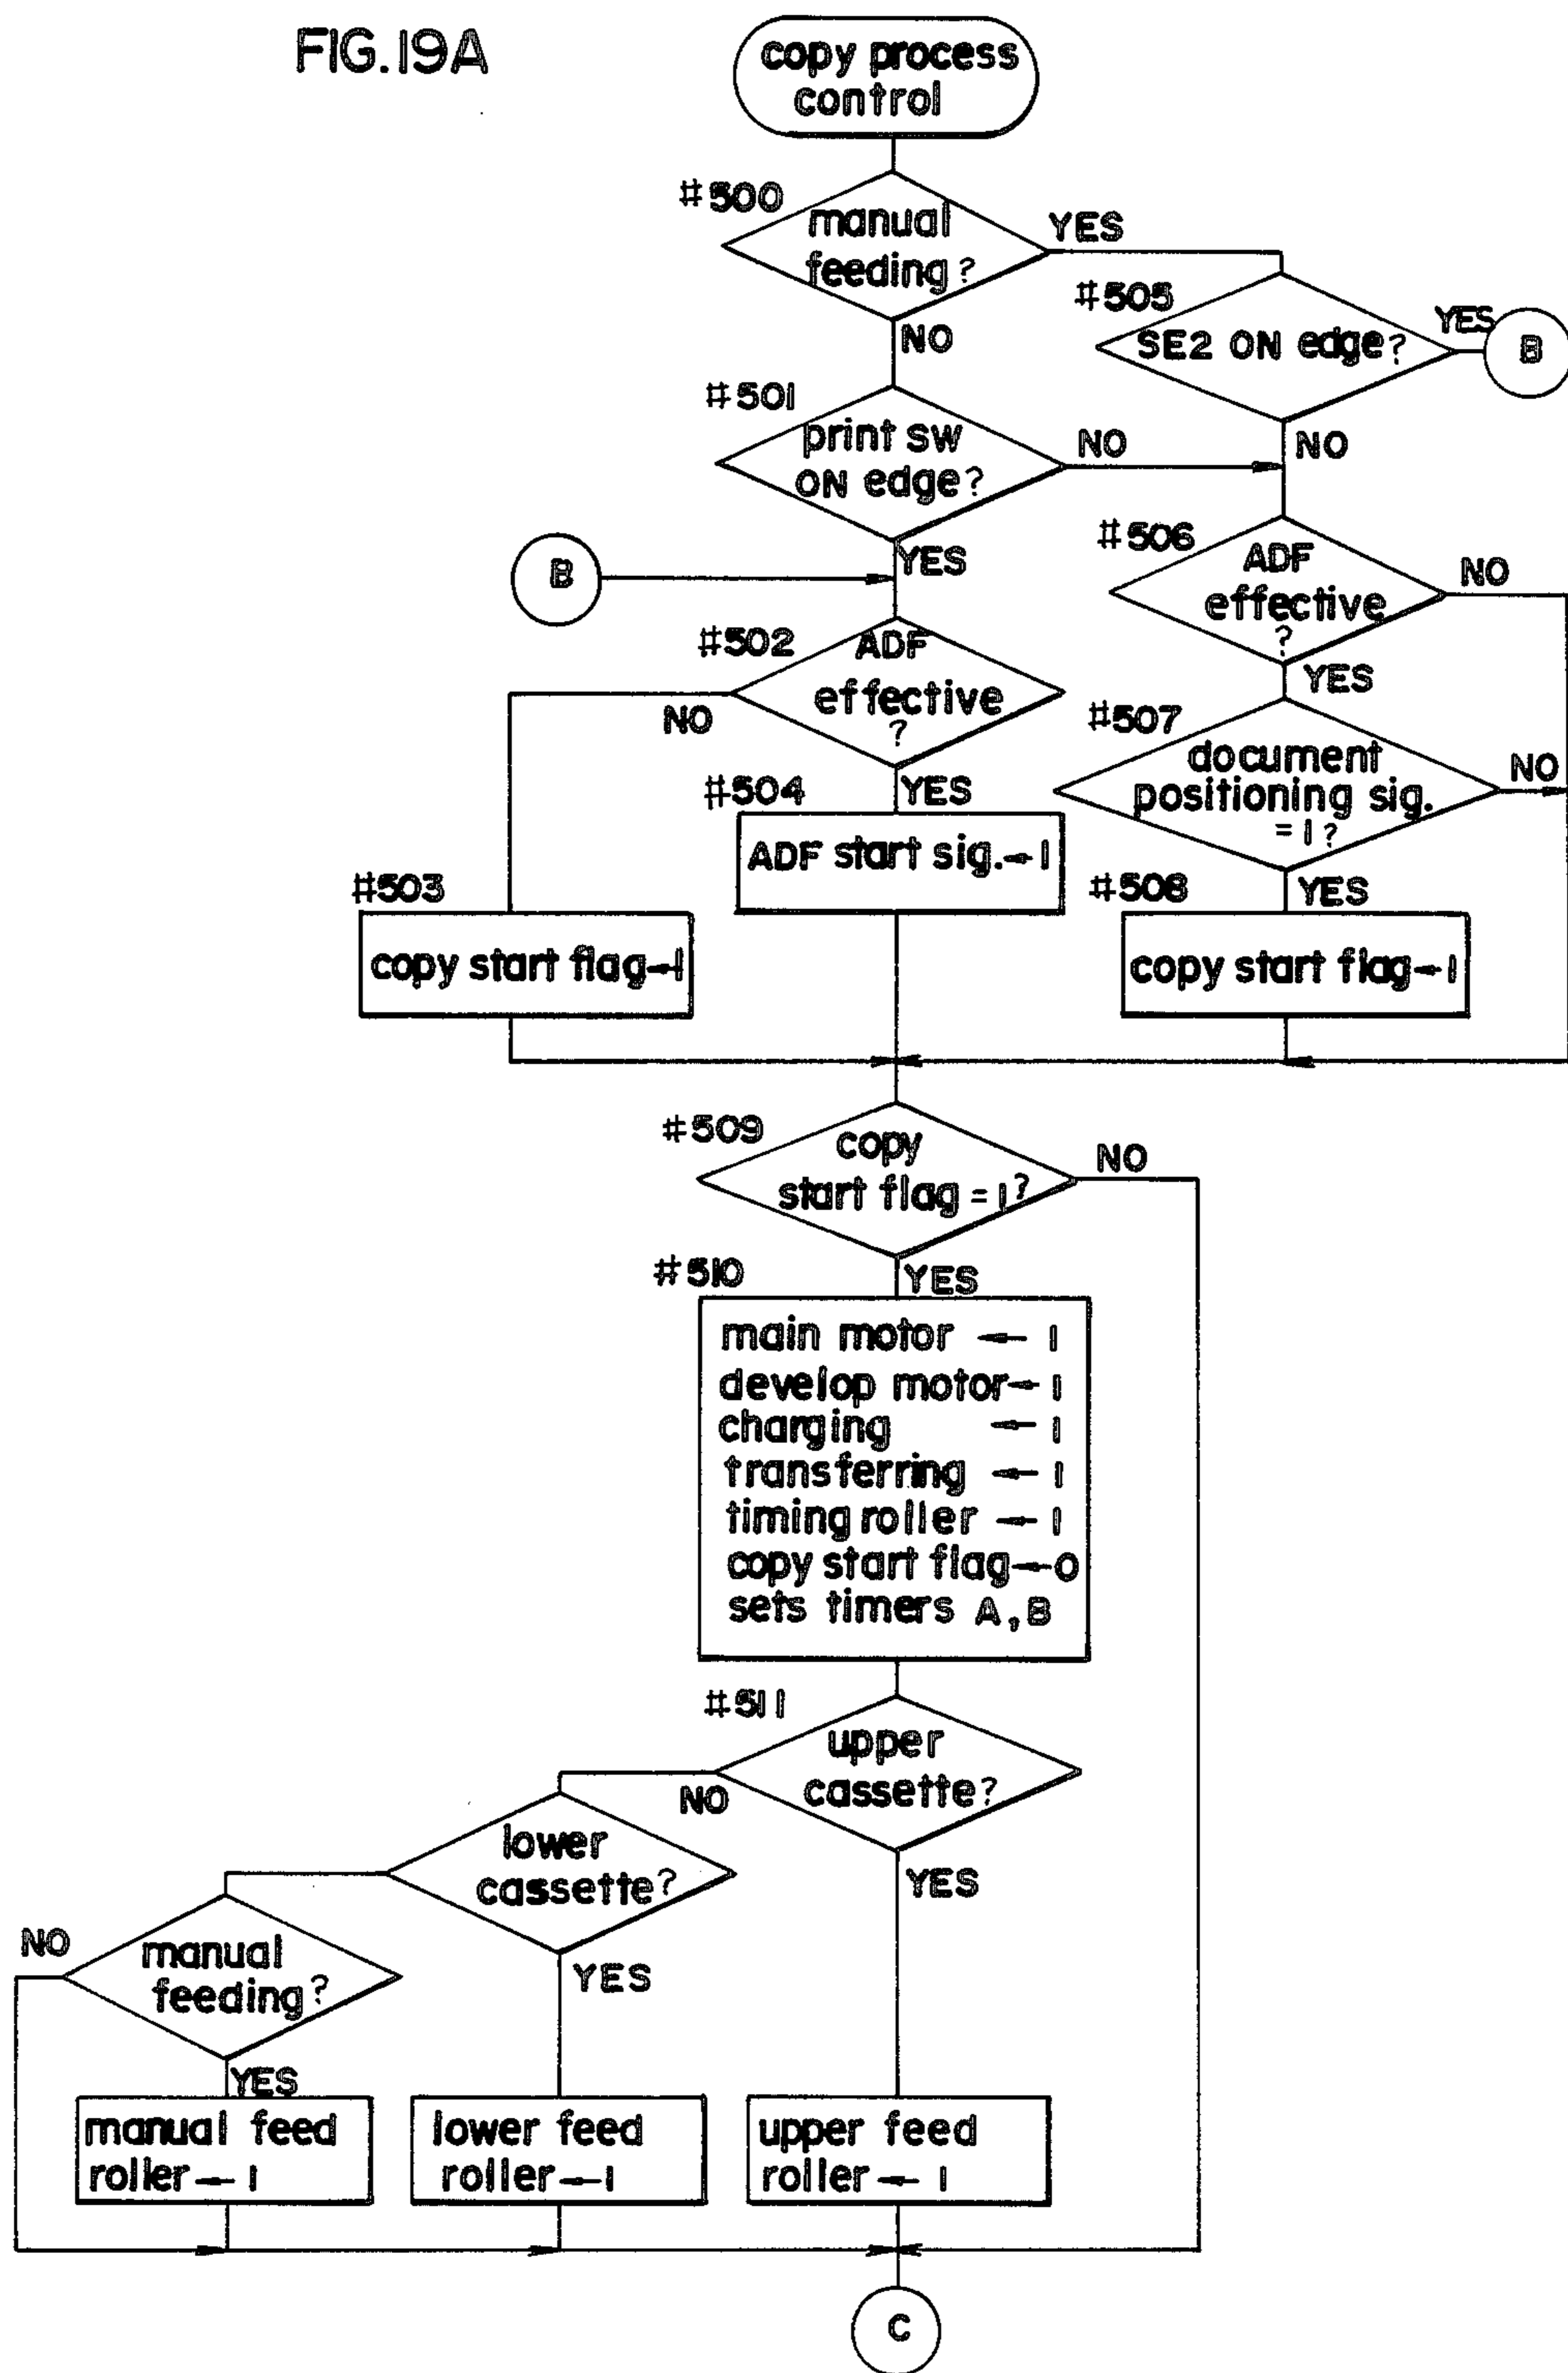 FIG.19A
copy process
control
#500
manual
feeding?
YES
NO
#505
SE2 ON edge?
YES
B
NO
#501
print sw
ON edge?
NO
YES
B
#506
ADF
effective
?
NO
YES
#502
ADF
effective
?
NO
YES
#507
document
positioning sig.
=1?
NO
YES
#504
ADF start sig.←1
#503
copy start flag←1
#508
copy start flag←1
#509
copy
start flag=1?
NO
YES
#510
main motor ← 1
develop motor← 1
charging ← 1
transferring ← 1
timing roller ← 1
copy start flag←0
sets timers A,B
#511
upper
cassette?
NO
YES
lower
cassette?
YES
manual
feeding?
NO
YES
manual feed
roller← 1
lower feed
roller←1
upper feed
roller← 1
C